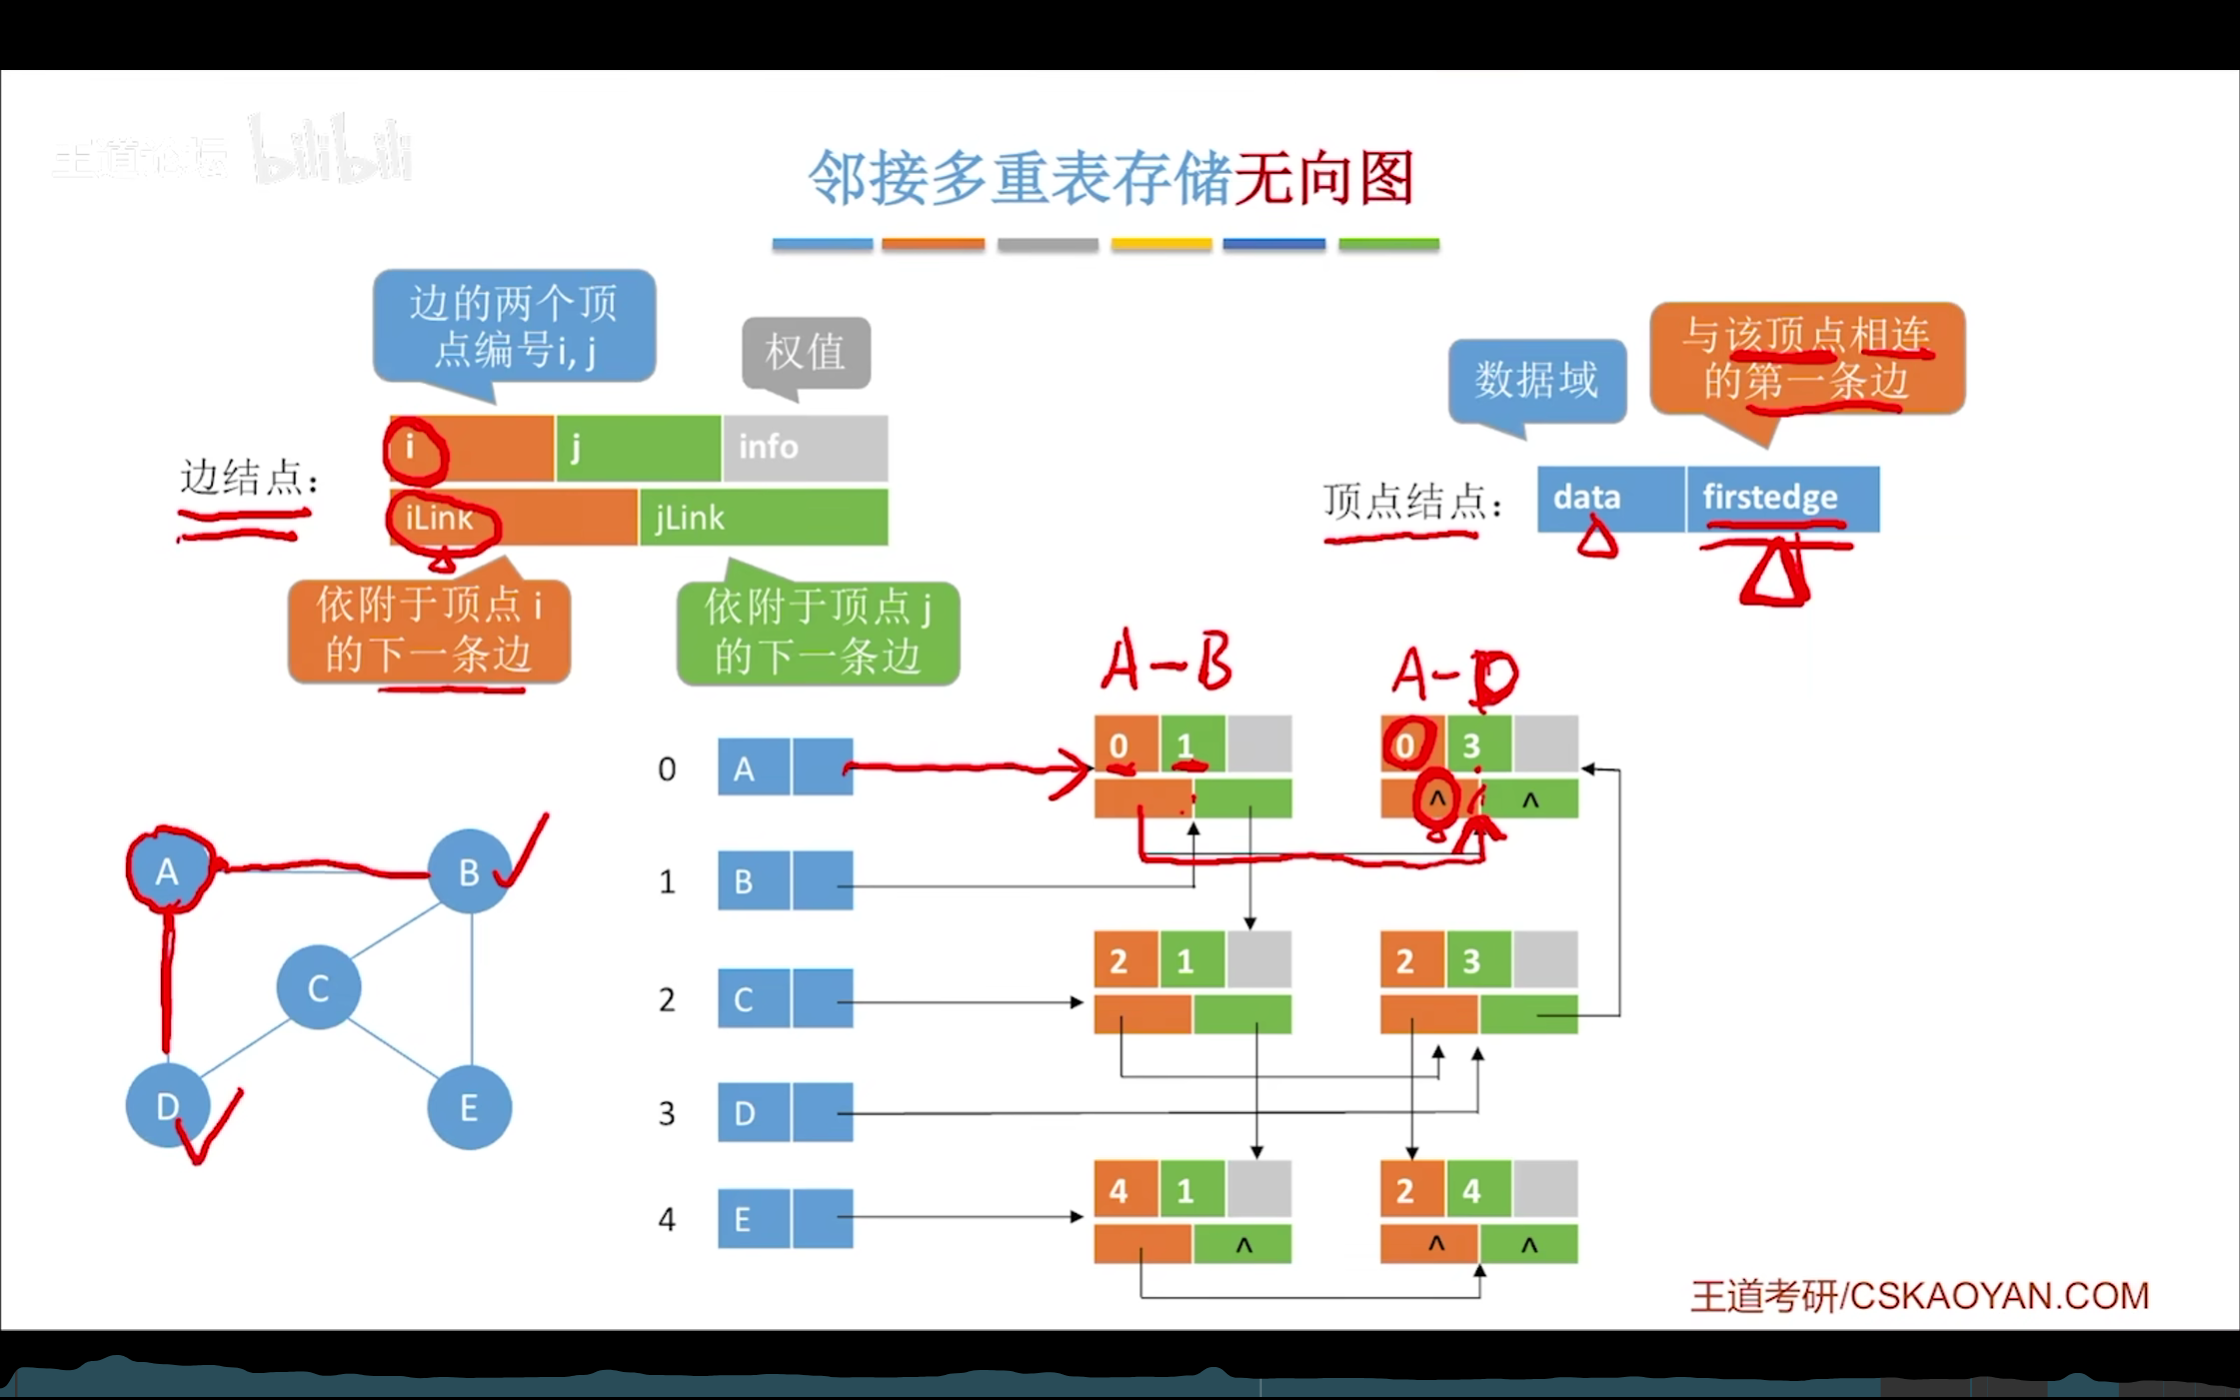 王道论坛 bilibili
邻接多重表存储无向图
边的两个顶
点编号i, j
权值
数据域
与该顶点相连
的第一条边
边结点：
i j info
iLink jLink
顶点结点：
data firstedge
依附于顶点 i
的下一条边
依附于顶点 j
的下一条边
A-B
A-D
0 A
0 1
0 3
^ ^
1 B
A
B
C
D
E
2 C
2 1
2 3
3 D
4 E
4 1
^
2 4
^ ^
王道考研/CSKAOYAN.COM